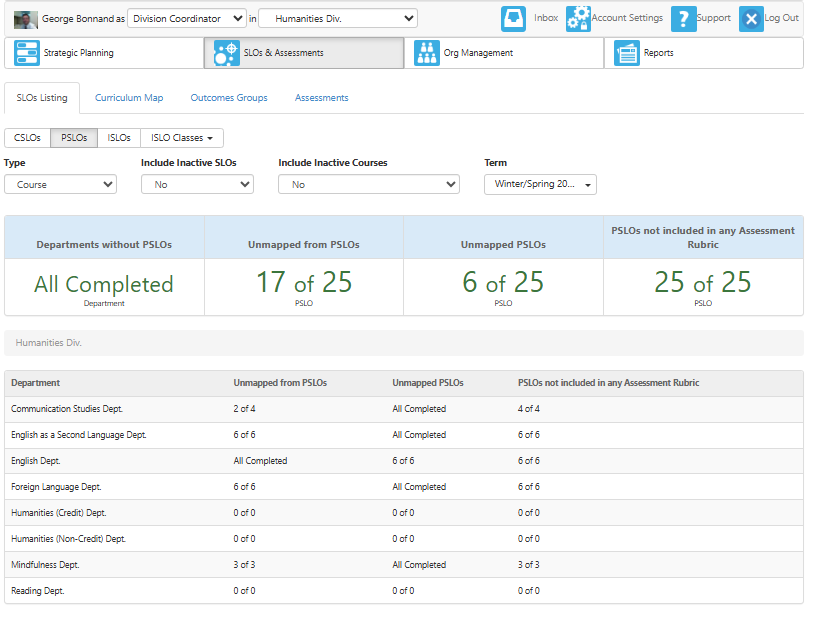 George Bonnand as Division Coordinator in Humanities Div. Inbox Account Settings Support Log Out
Strategic Planning SLOs & Assessments Org Management Reports
SLOs Listing Curriculum Map Outcomes Groups Assessments
CSLOs PSLOs ISLOs ISLO Classes
Type Include Inactive SLOs Include Inactive Courses Term
Course No No Winter/Spring 20...
Departments without PSLOs Unmapped from PSLOs Unmapped PSLOs PSLOs not included in any Assessment
Rubric
All Completed 17 of 25 6 of 25 25 of 25
Department PSLO PSLO PSLO
Humanities Div.
Department Unmapped from PSLOs Unmapped PSLOs PSLOs not included in any Assessment Rubric
Communication Studies Dept. 2 of 4 All Completed 4 of 4
English as a Second Language Dept. 6 of 6 All Completed 6 of 6
English Dept. All Completed 6 of 6 6 of 6
Foreign Language Dept. 6 of 6 All Completed 6 of 6
Humanities (Credit) Dept. 0 of 0 0 of 0 0 of 0
Humanities (Non-Credit) Dept. 0 of 0 0 of 0 0 of 0
Mindfulness Dept. 3 of 3 All Completed 3 of 3
Reading Dept. 0 of 0 0 of 0 0 of 0